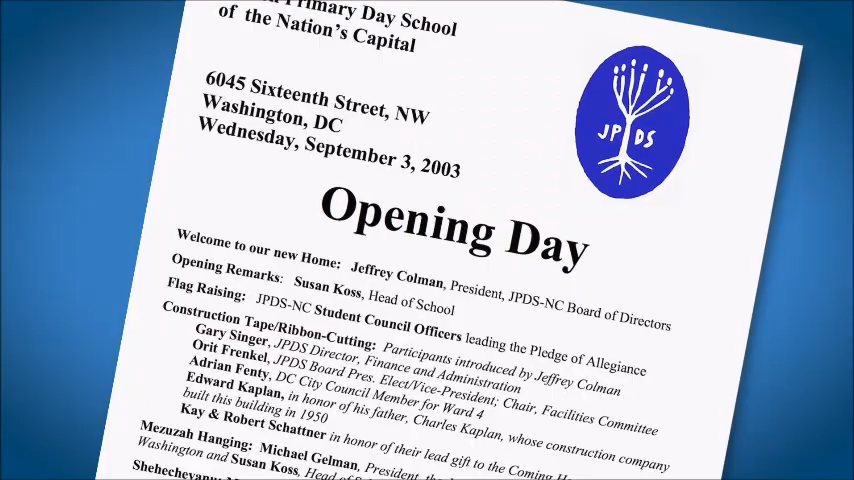 Primary Day School
of the Nation's Capital
6045 Sixteenth Street, NW
Washington, DC
Wednesday, September 3, 2003
JP DS
Opening Day
Welcome to our new Home: Jeffrey Colman, President, JPDS-NC Board of Directors
Opening Remarks: Susan Koss, Head of School
Flag Raising: JPDS-NC Student Council Officers leading the Pledge of Allegiance
Construction Tape/Ribbon-Cutting: Participants introduced by Jeffrey Colman
Gary Singer, JPDS Director, Finance and Administration
Orit Frenkel, JPDS Board Pres. Elect/Vice-President; Chair, Facilities Committee
Adrian Fenty, DC City Council Member for Ward 4
Edward Kaplan, in honor of his father, Charles Kaplan, whose construction company
built this building in 1950
Kay & Robert Schattner in honor of their lead gift to the Coming
Mezuzah Hanging: Michael Gelman, President, the
Washington and Susan Koss, Head of
Shehecheyanu: